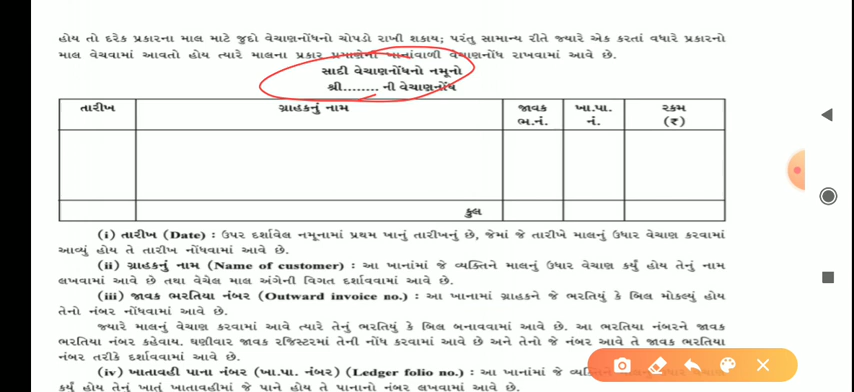 હોય તો દરેક પ્રકારના માલ માટે જુદો વેચાણનોંધનો ચોપડો રાખી શકાય; પરંતુ સામાન્ય રીતે જ્યારે એક કરતાં વધારે પ્રકારનો
માલ વેચવામાં આવતો હોય ત્યારે માલના પ્રકાર પ્રમાણેની ખાનાંવાળી વેચાણનોંધ રાખવામાં આવે છે.
સાદી વેચાણનોંધનો નમૂનો
શ્રી........ ની વેચાણનોંધ
તારીખ ગ્રાહકનું નામ જાવક ખા.પા. રકમ
ભ.નં. નં. (₹)
કુલ
(i) તારીખ (Date) : ઉપર દર્શાવેલ નમૂનામાં પ્રથમ ખાનું તારીખનું છે, જેમાં જે તારીખે માલનું ઉધાર વેચાણ કરવામાં
આવ્યું હોય તે તારીખ નોંધવામાં આવે છે.
(ii) ગ્રાહકનું નામ (Name of customer) : આ ખાનામાં જે વ્યક્તિને માલનું ઉધાર વેચાણ કર્યું હોય તેનું નામ
લખવામાં આવે છે તથા વેચેલ માલ અંગેની વિગત દર્શાવવામાં આવે છે.
(iii) જાવક ભરતિયા નંબર (Outward invoice no.) : આ ખાનામાં ગ્રાહકને જે ભરતિયું કે બિલ મોકલ્યું હોય
તેનો નંબર નોંધવામાં આવે છે.
જ્યારે માલનું વેચાણ કરવામાં આવે ત્યારે તેનું ભરતિયું કે બિલ બનાવવામાં આવે છે. આ ભરતિયા નંબરને જાવક
ભરતિયા નંબર કહેવાય. ઘણીવાર જાવક રજિસ્ટરમાં તેની નોંધ કરવામાં આવે છે અને તેનો જે નંબર આવે તે જાવક ભરતિયા
નંબર તરીકે દર્શાવવામાં આવે છે.
(iv) ખાતાવહી પાના નંબર (ખા.પા. નંબર) (Ledger folio no.) : આ ખાનામાં જે
કર્યું હોય તેનું ખાતું ખાતાવહીમાં જે પાને હોય તે પાનાનો નંબર લખવામાં આવે છે.